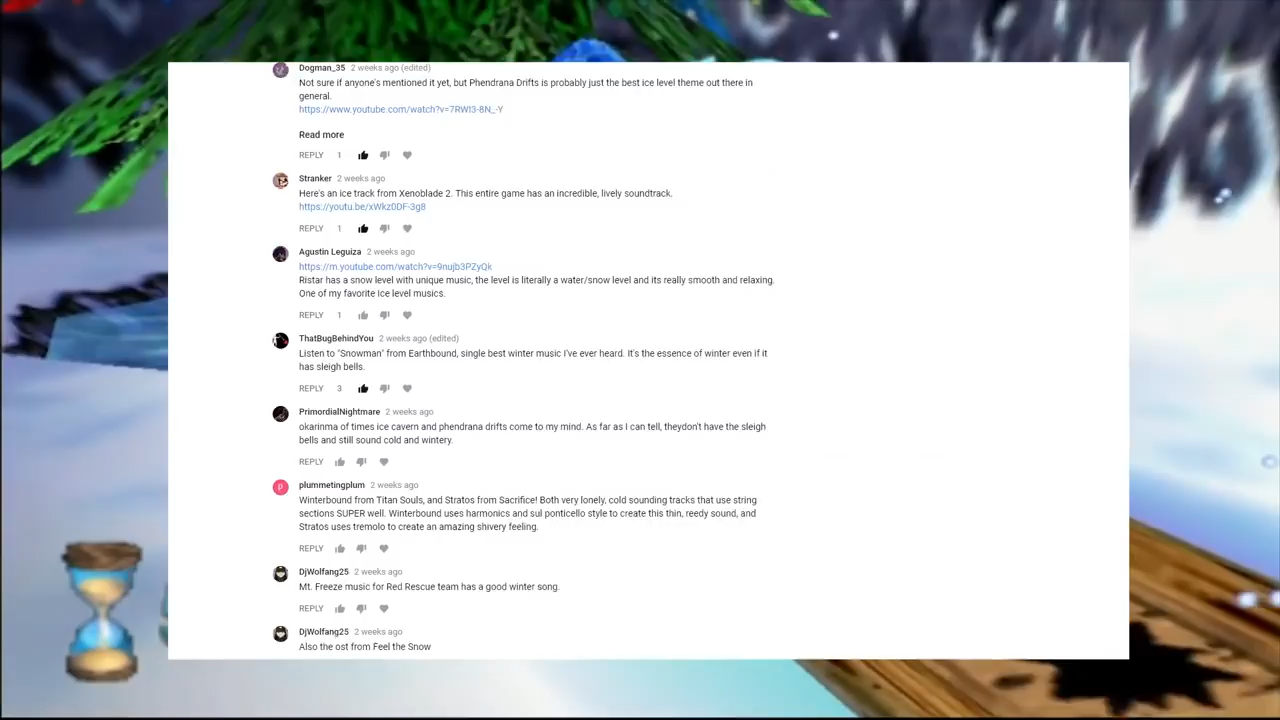 Dogman_35 2 weeks ago (edited)
Not sure if anyone's mentioned it yet, but Phendrana Drifts is probably just the best ice level theme out there in
general.
https://www.youtube.com/watch?v=7RWI3-8N_-Y
Read more
REPLY 1
Stranker 2 weeks ago
Here's an ice track from Xenoblade 2. This entire game has an incredible, lively soundtrack.
https://youtu.be/xWkz0DF-3g8
REPLY 1
Agustin Leguiza 2 weeks ago
https://m.youtube.com/watch?v=9nujb3PZyQk
Ristar has a snow level with unique music, the level is literally a water/snow level and its really smooth and relaxing.
One of my favorite Ice level musics.
REPLY 1
ThatBugBehindYou 2 weeks ago (edited)
Listen to "Snowman" from Earthbound, single best winter music I've ever heard. It's the essence of winter even if it
has sleigh bells.
REPLY 3
PrimordialNightmare 2 weeks ago
okarinma of times ice cavern and phendrana drifts come to my mind. As far as I can tell, theydon't have the sleigh
bells and still sound cold and wintery.
REPLY
P plummetingplum 2 weeks ago
Winterbound from Titan Souls, and Stratos from Sacrifice! Both very lonely, cold sounding tracks that use string
sections SUPER well. Winterbound uses harmonics and sul ponticello style to create this thin, reedy sound, and
Stratos uses tremolo to create an amazing shivery feeling.
REPLY
DjWolfang25 2 weeks ago
Mt. Freeze music for Red Rescue team has a good winter song.
REPLY
DjWolfang25 2 weeks ago
Also the ost from Feel the Snow